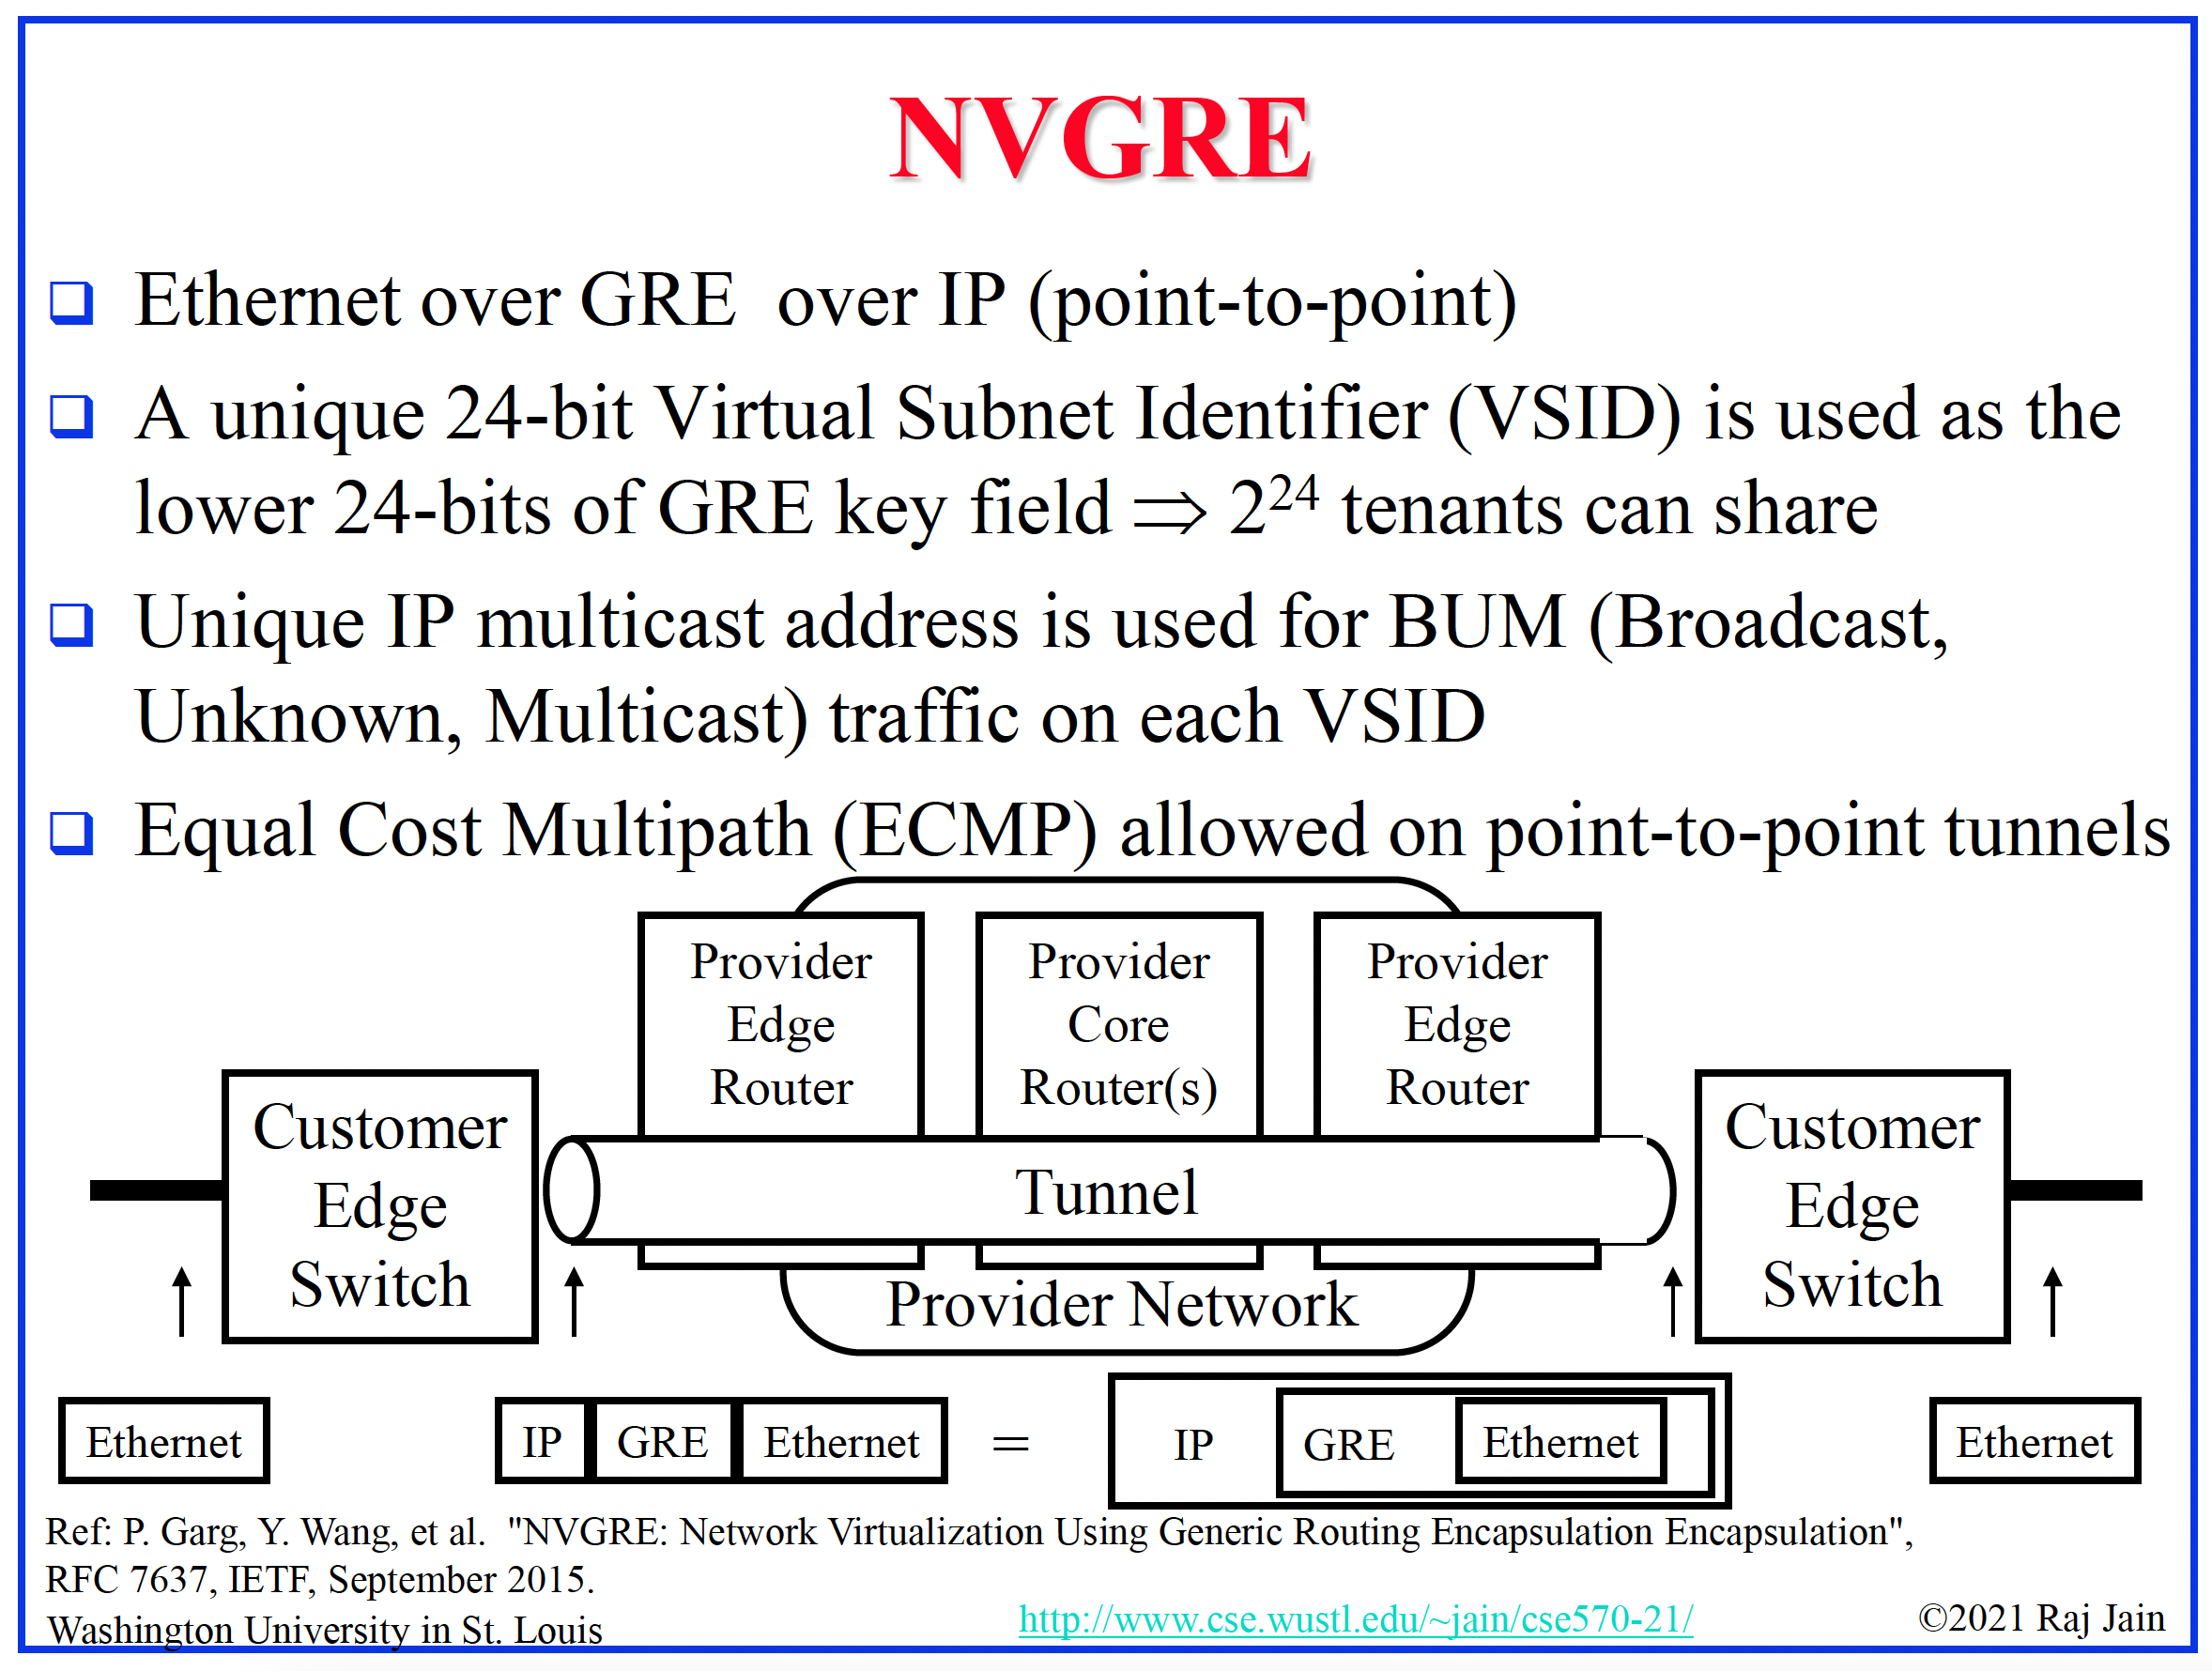 NVGRE
❑ Ethernet over GRE  over IP (point-to-point)
❑ A unique 24-bit Virtual Subnet Identifier (VSID) is used as the
lower 24-bits of GRE key field ⇒ 2²⁴ tenants can share
❑ Unique IP multicast address is used for BUM (Broadcast,
Unknown, Multicast) traffic on each VSID
❑ Equal Cost Multipath (ECMP) allowed on point-to-point tunnels
Customer
Edge
Switch
Provider
Edge
Router
Provider
Core
Router(s)
Provider
Edge
Router
Tunnel
Provider Network
Customer
Edge
Switch
Ethernet
IP GRE Ethernet = IP GRE Ethernet
Ethernet
Ref: P. Garg, Y. Wang, et al.  "NVGRE: Network Virtualization Using Generic Routing Encapsulation Encapsulation",
RFC 7637, IETF, September 2015.
Washington University in St. Louis
http://www.cse.wustl.edu/~jain/cse570-21/
©2021 Raj Jain